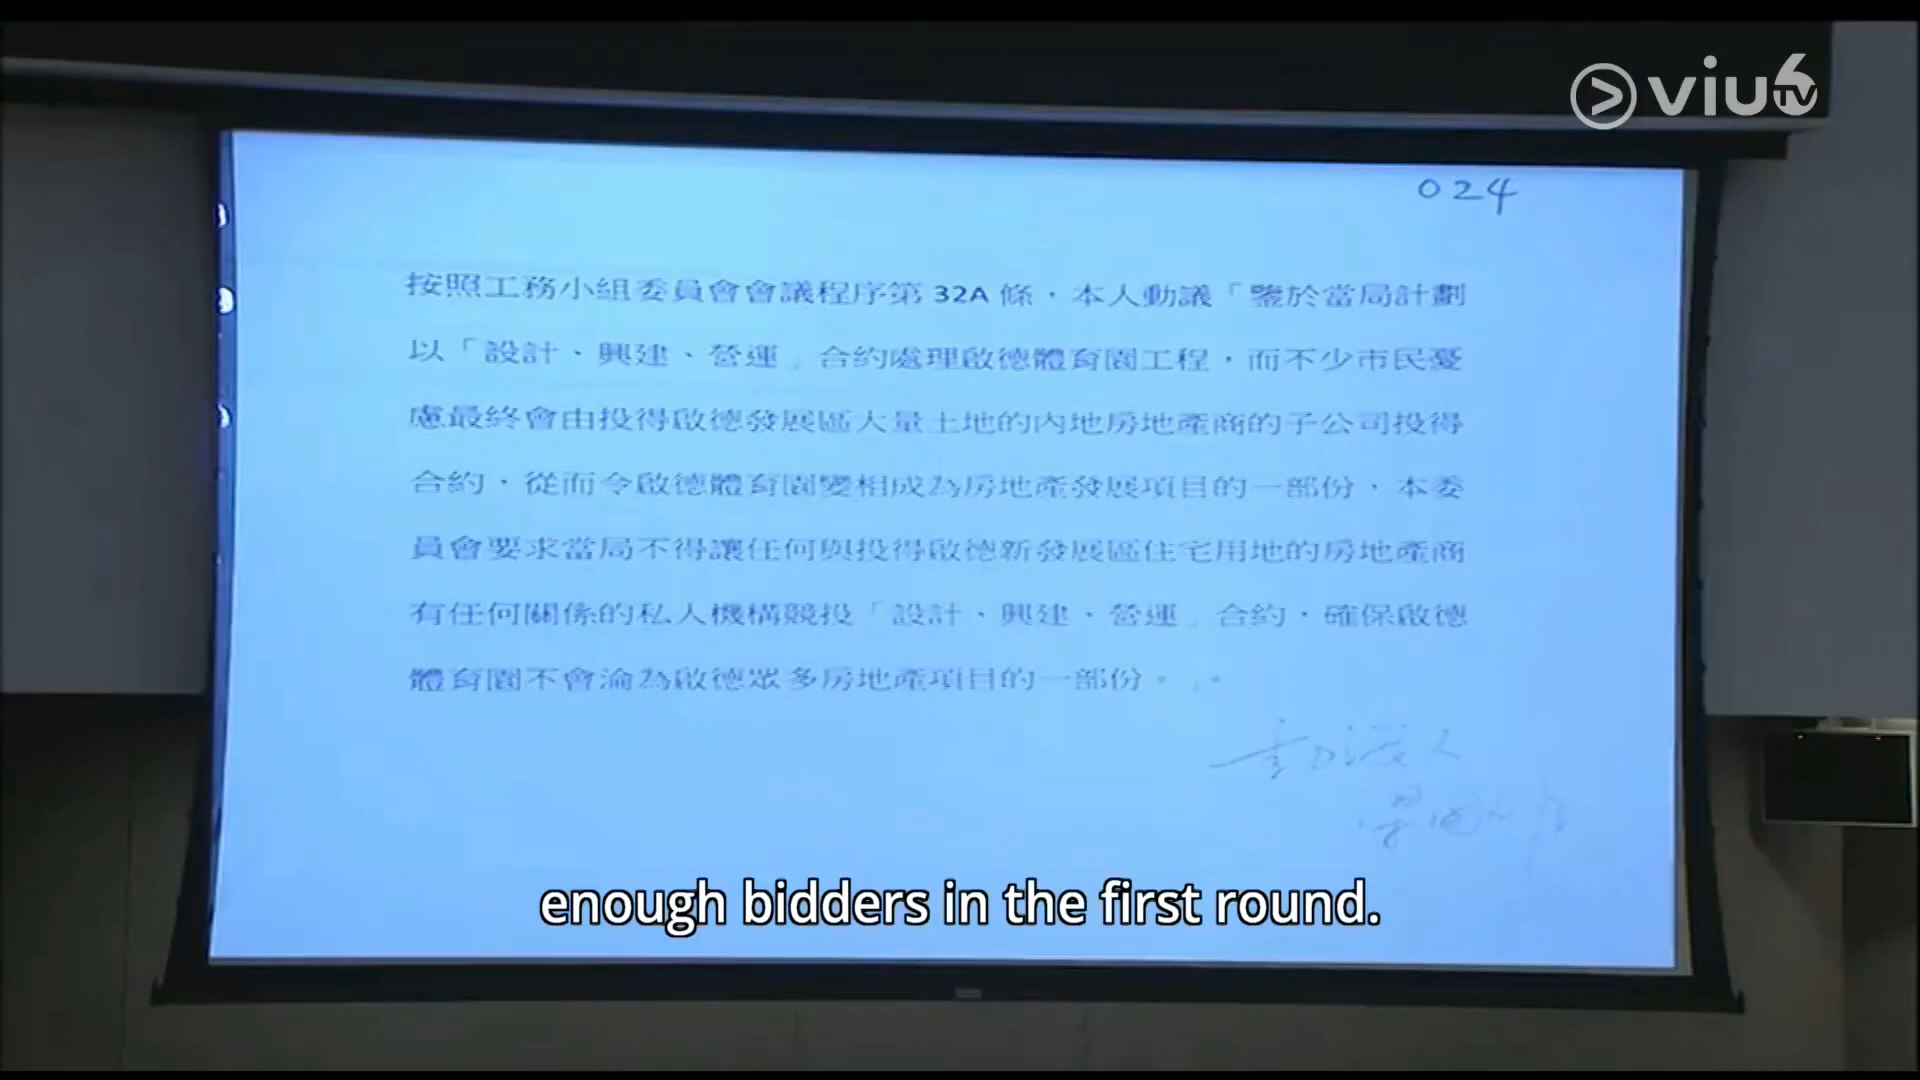 viu6TV
024
按照工務小組委員會會議程序第 32A 條，本人動議「鑒於當局計劃
以「設計、興建、營運」合約處理啟德體育園工程，而不少市民憂
慮最終會由投得啟德發展區大量土地的內地房地產商的子公司投得
合約，從而令啟德體育園變相成為房地產發展項目的一部份，本委
員會要求當局不得讓任何與投得啟德新發展區住宅用地的房地產商
有任何關係的私人機構競投「設計、興建、營運」合約，確保啟德
體育園不會淪為啟德眾多房地產項目的一部份。」。
動議人
enough bidders in the first round.